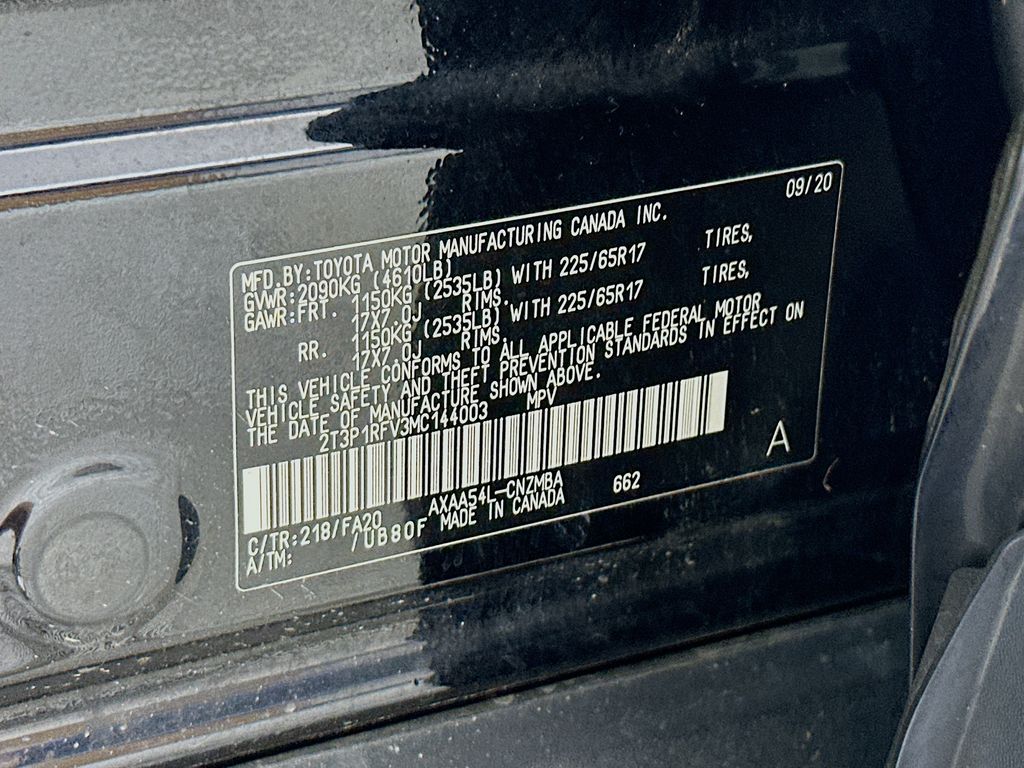 09/20
MFD.BY:TOYOTA MOTOR MANUFACTURING CANADA INC.
GVWR:2090KG (4610LB)
GAWR:FRT. 1150KG (2535LB) WITH 225/65R17 TIRES,
17X7.0J RIMS.
RR. 1150KG (2535LB) WITH 225/65R17 TIRES,
17X7.0J RIMS.
THIS VEHICLE CONFORMS TO ALL APPLICABLE FEDERAL MOTOR
VEHICLE SAFETY AND THEFT PREVENTION STANDARDS IN EFFECT ON
THE DATE OF MANUFACTURE SHOWN ABOVE.
2T3P1RFV3MC144003 MPV
A
C/TR:218/FA20 AXAA54L-CNZMBA 662
A/TM: /UB80F MADE IN CANADA